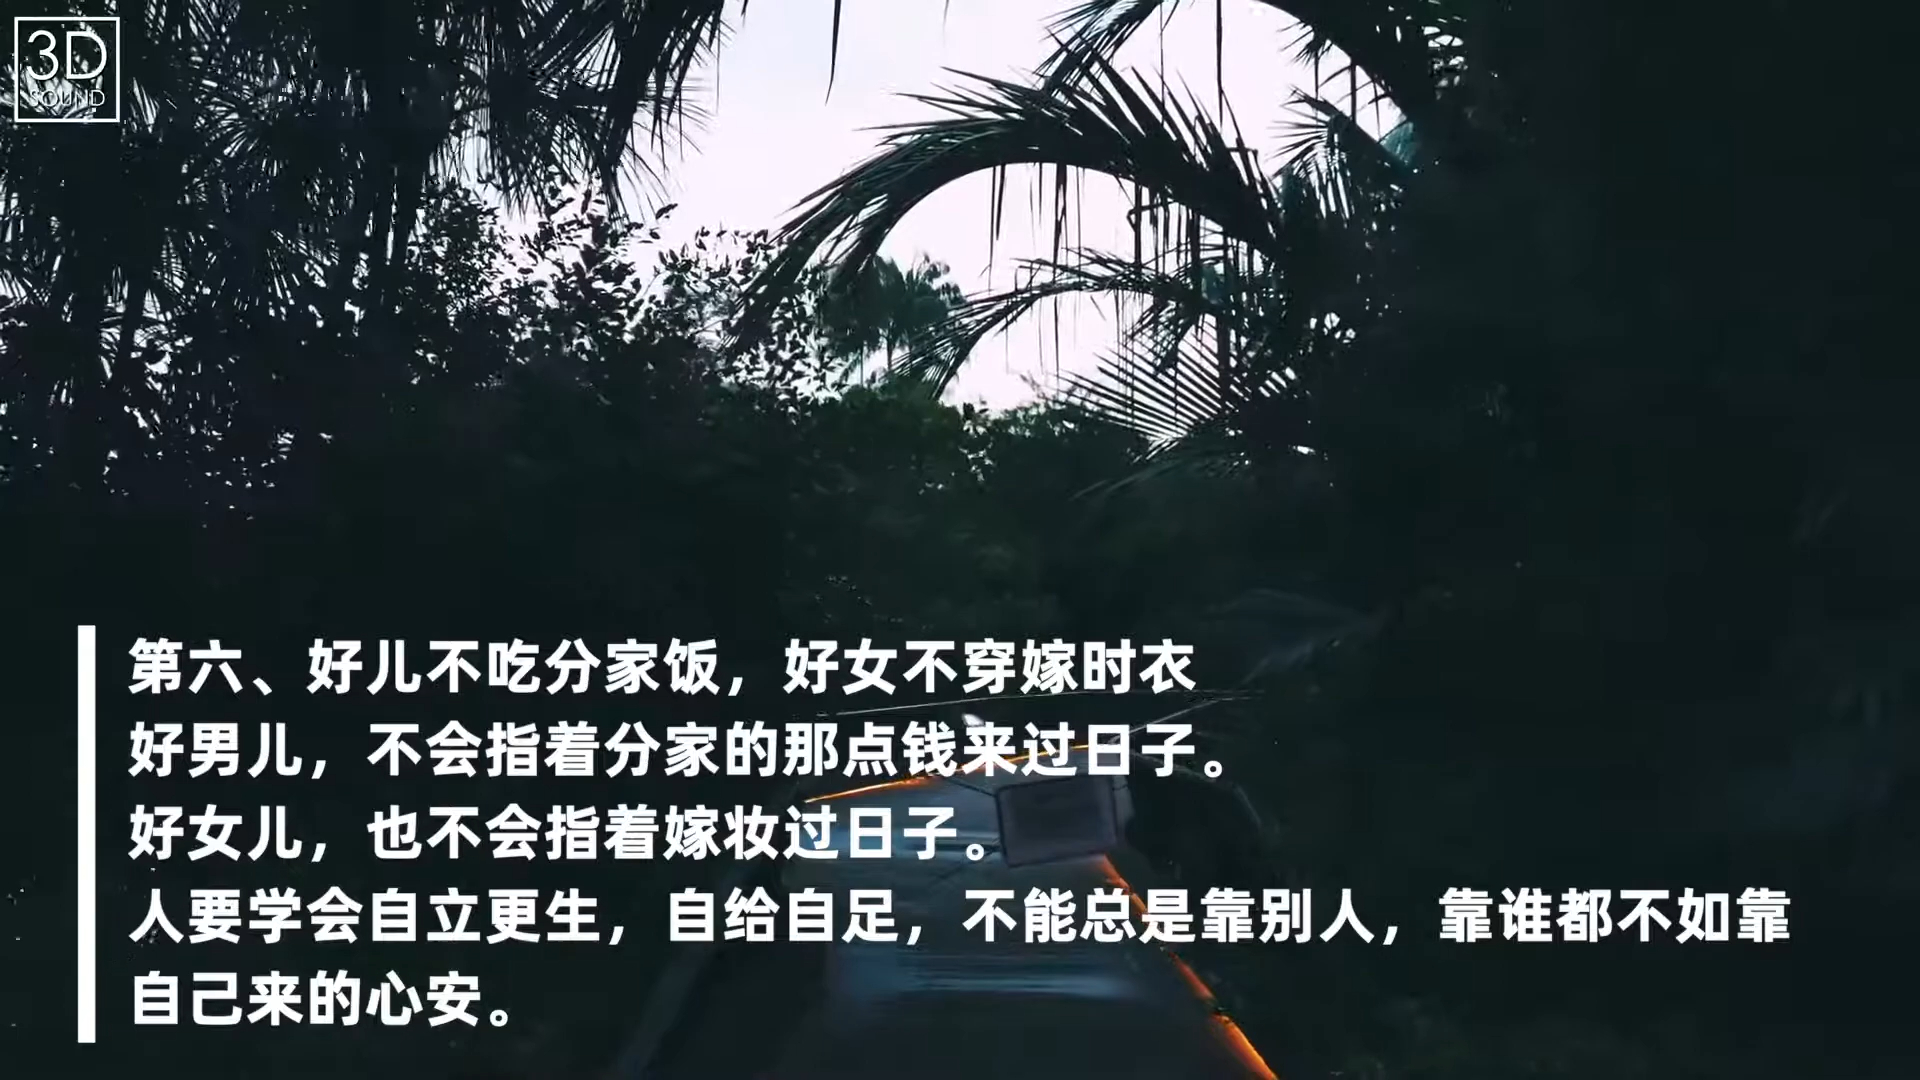 3D
SOUND
第六、好儿不吃分家饭，好女不穿嫁时衣
好男儿，不会指着分家的那点钱来过日子。
好女儿，也不会指着嫁妆过日子。
人要学会自立更生，自给自足，不能总是靠别人，靠谁都不如靠
自己来的心安。